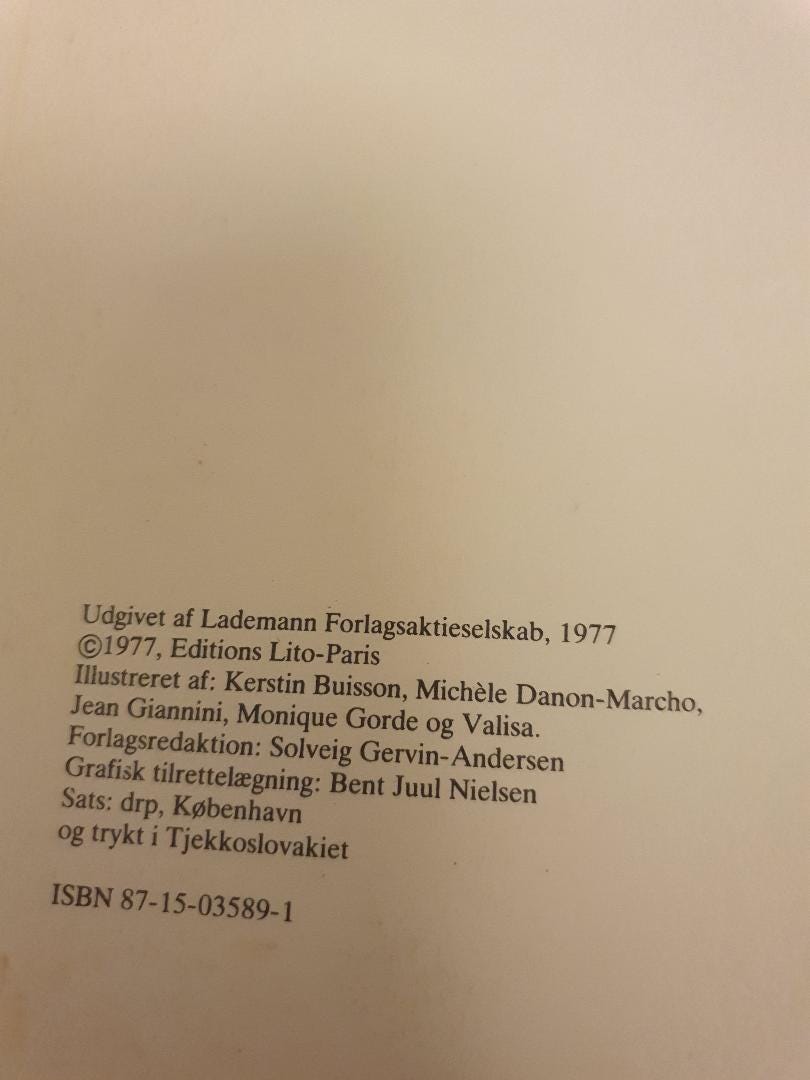 Udgivet af Lademann Forlagsaktieselskab, 1977
©1977, Editions Lito-Paris
Illustreret af: Kerstin Buisson, Michèle Danon-Marcho,
Jean Giannini, Monique Gorde og Valisa.
Forlagsredaktion: Solveig Gervin-Andersen
Grafisk tilrettelægning: Bent Juul Nielsen
Sats: drp, København
og trykt i Tjekkoslovakiet
ISBN 87-15-03589-1